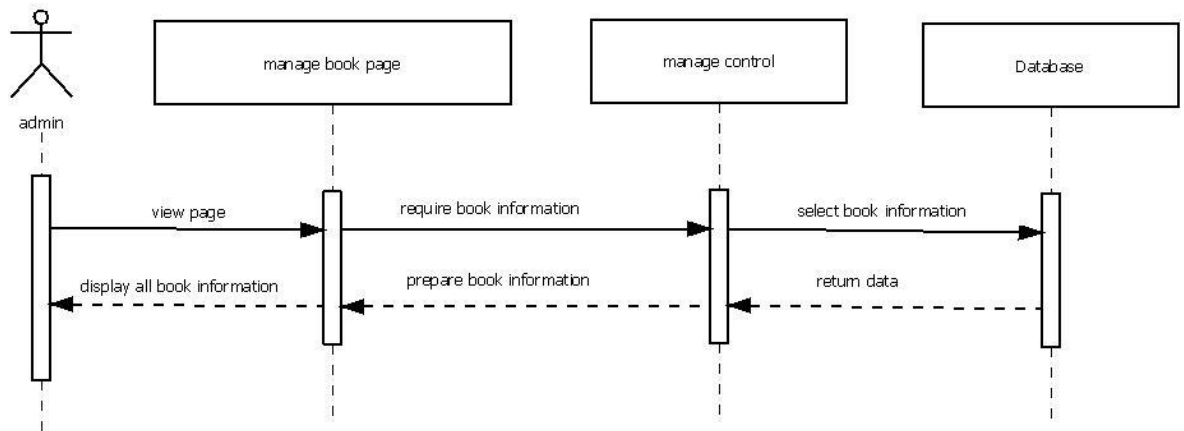 manage book page
manage control
Database
admin
view page
require book information
select book information
display all book information
prepare book information
return data